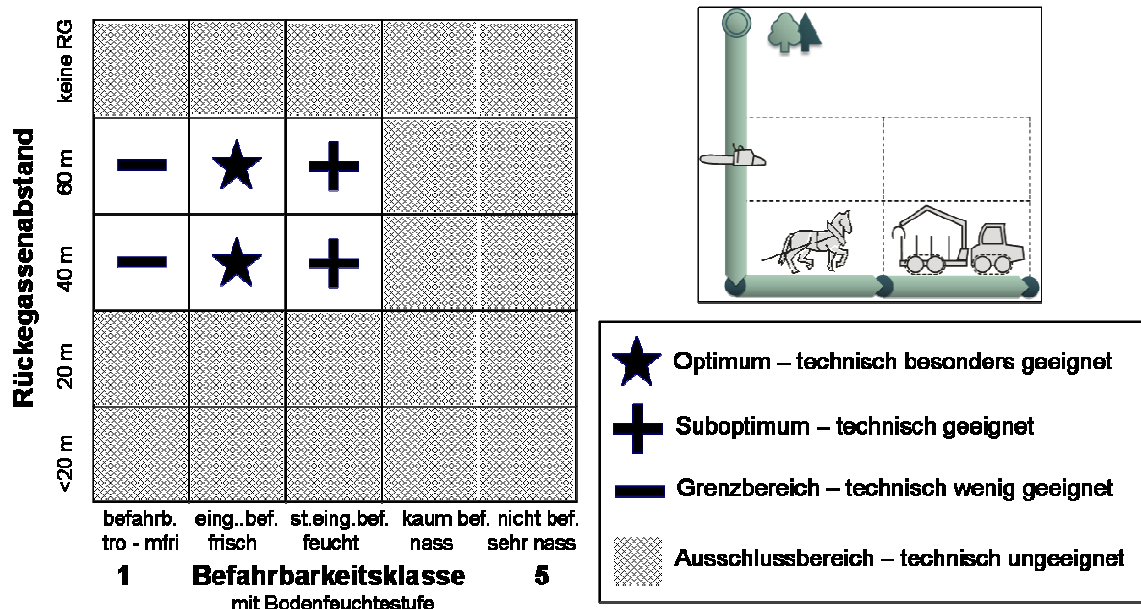 Rückegassenabstand
keine RG
60 m
40 m
20 m
<20 m
befahrb. eing..bef. st.eing.bef. kaum bef. nicht bef.
tro - mfri frisch feucht nass sehr nass
1 Befahrbarkeitsklasse 5
mit Bodenfeuchtestufe
Optimum – technisch besonders geeignet
Suboptimum – technisch geeignet
Grenzbereich – technisch wenig geeignet
Ausschlussbereich – technisch ungeeignet